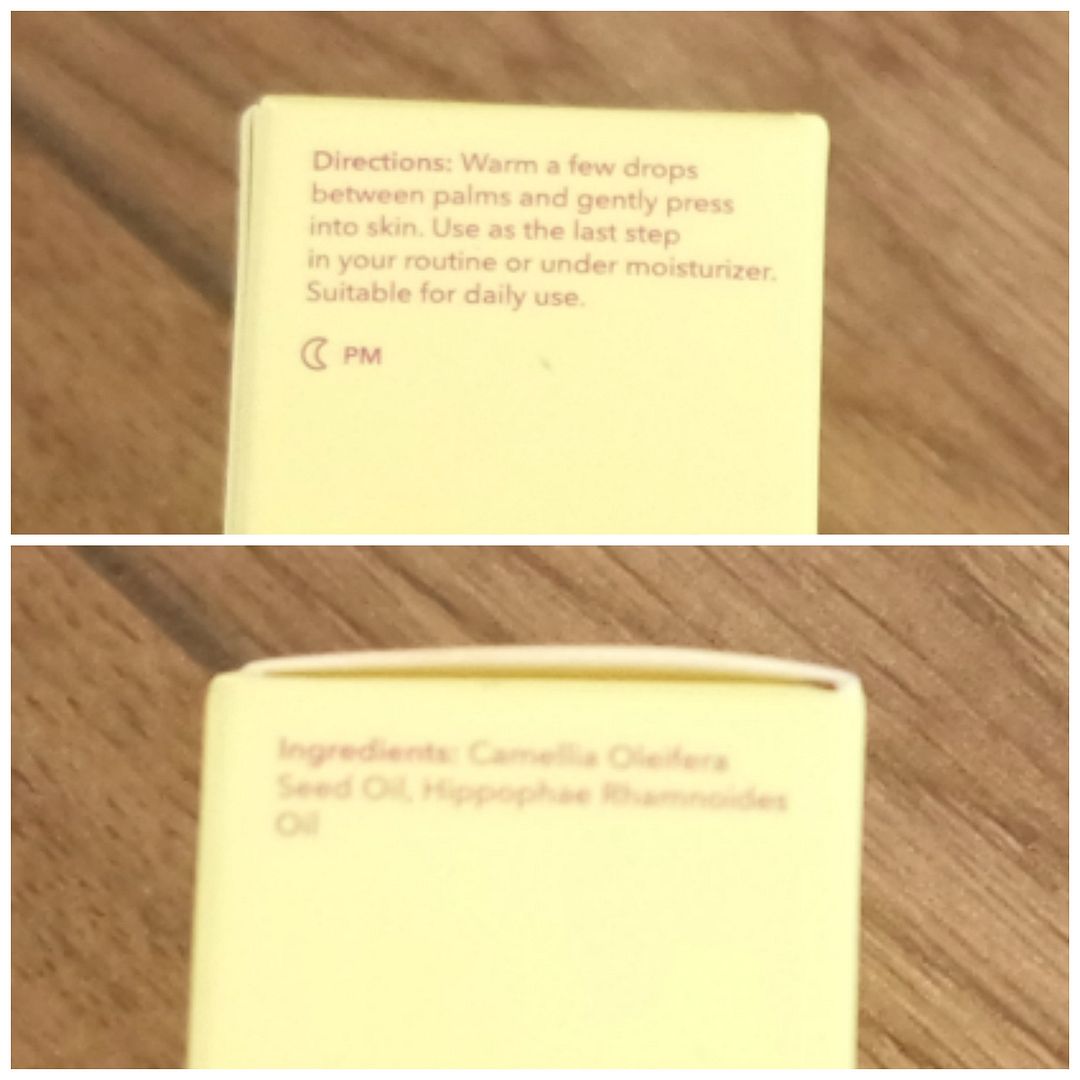 Directions: Warm a few drops
between palms and gently press
into skin. Use as the last step
in your routine or under moisturizer.
Suitable for daily use.
PM
Ingredients: Camellia Oleifera
Seed Oil, Hippophae Rhamnoides
Oil